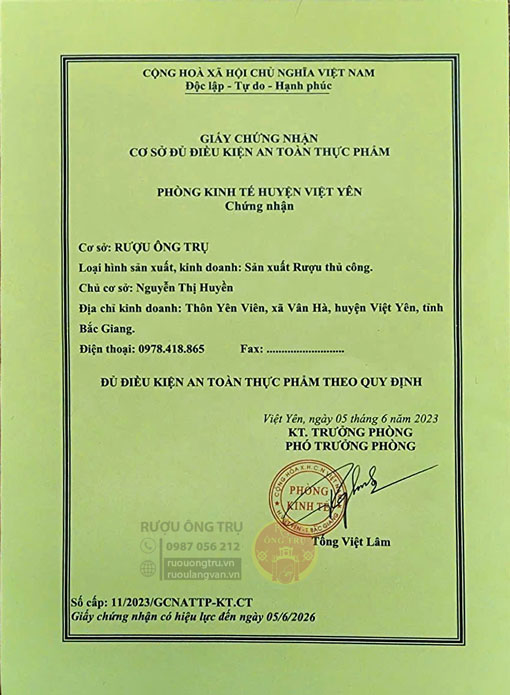 CỘNG HOÀ XÃ HỘI CHỦ NGHĨA VIỆT NAM
Độc lập - Tự do - Hạnh phúc
GIẤY CHỨNG NHẬN
CƠ SỞ ĐỦ ĐIỀU KIỆN AN TOÀN THỰC PHẨM
PHÒNG KINH TẾ HUYỆN VIỆT YÊN
Chứng nhận
Cơ sở: RƯỢU ÔNG TRỤ
Loại hình sản xuất, kinh doanh: Sản xuất Rượu thủ công.
Chủ cơ sở: Nguyễn Thị Huyền
Địa chỉ kinh doanh: Thôn Yên Viên, xã Vân Hà, huyện Việt Yên, tỉnh
Bắc Giang.
Điện thoại: 0978.418.865 Fax: ..........................
ĐỦ ĐIỀU KIỆN AN TOÀN THỰC PHẨM THEO QUY ĐỊNH
Việt Yên, ngày 05 tháng 6 năm 2023
KT. TRƯỞNG PHÒNG
PHÓ TRƯỞNG PHÒNG
PHÒNG
KINH TẾ
Tống Việt Lâm
RƯỢU ÔNG TRỤ
0987 056 212
ruouongtru.vn
ruoulangvan.vn
ÔNG TRỤ
Số cấp: 11/2023/GCNATTP-KT.CT
Giấy chứng nhận có hiệu lực đến ngày 05/6/2026